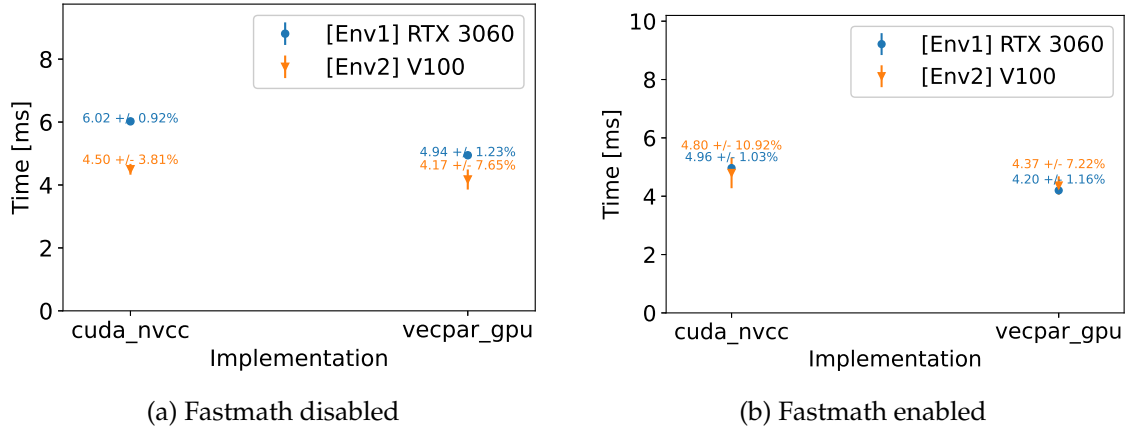 [Env1] RTX 3060
[Env2] V100
8
6
4
2
0
Time [ms]
6.02 +/- 0.92%
4.50 +/- 3.81%
4.94 +/- 1.23%
4.17 +/- 7.65%
cuda_nvcc
vecpar_gpu
Implementation
(a) Fastmath disabled
[Env1] RTX 3060
[Env2] V100
10
8
6
4
2
0
Time [ms]
4.80 +/- 10.92%
4.96 +/- 1.03%
4.37 +/- 7.22%
4.20 +/- 1.16%
cuda_nvcc
vecpar_gpu
Implementation
(b) Fastmath enabled